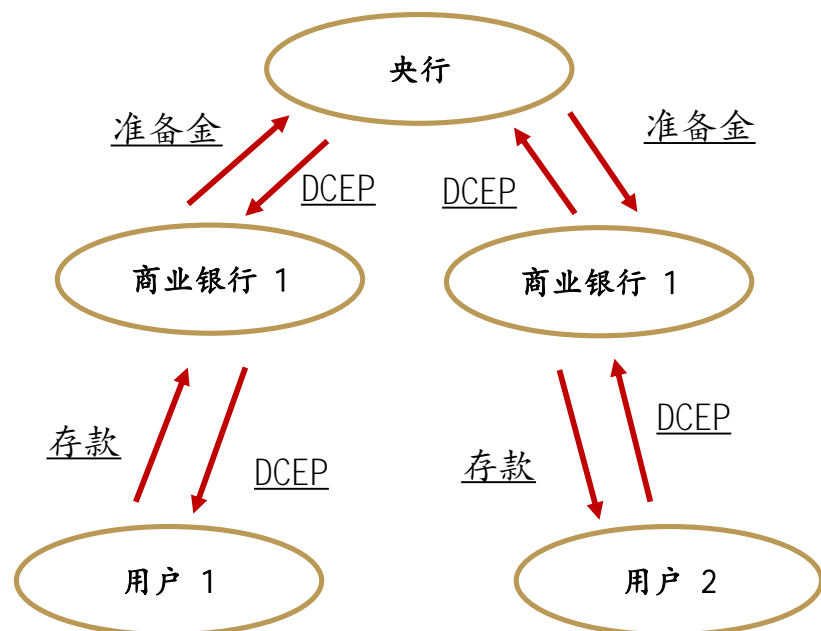 央行
准备金
准备金
DCEP
DCEP
商业银行 1
商业银行 1
存款
DCEP
DCEP
存款
用户 1
用户 2